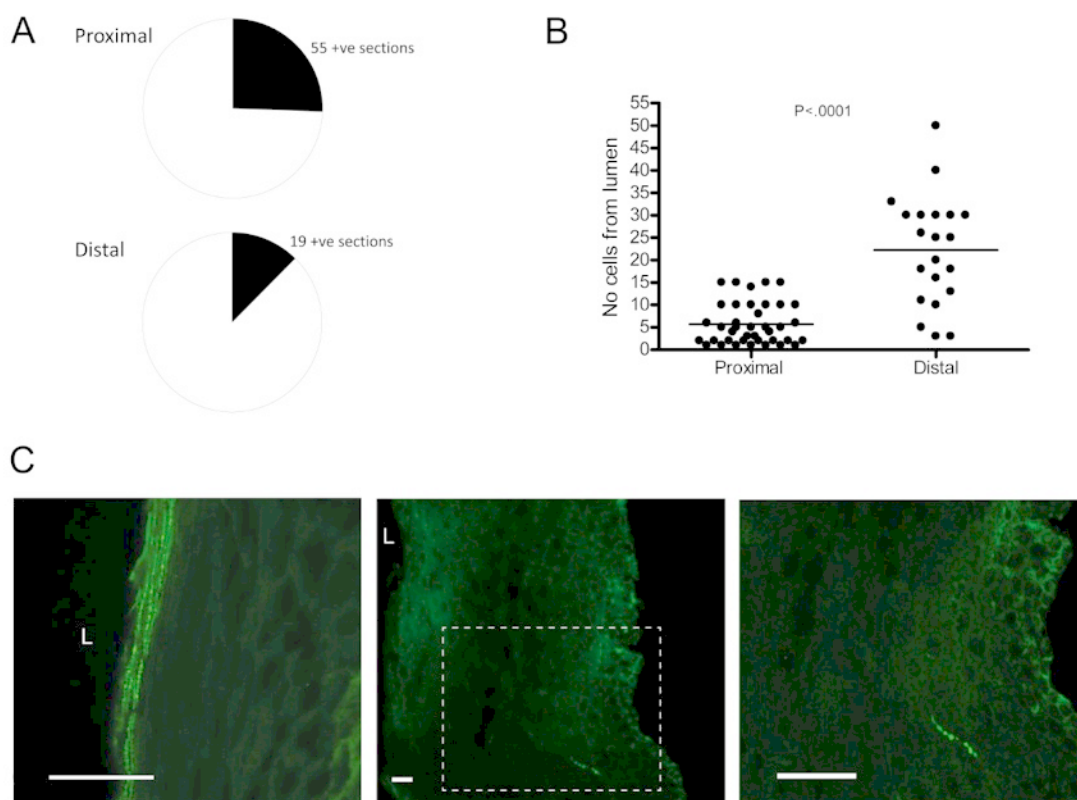 A
Proximal
55 +ve sections
Distal
19 +ve sections
B
P<.0001
No cells from lumen
55
50
45
40
35
30
25
20
15
10
5
0
Proximal
Distal
C
L
L